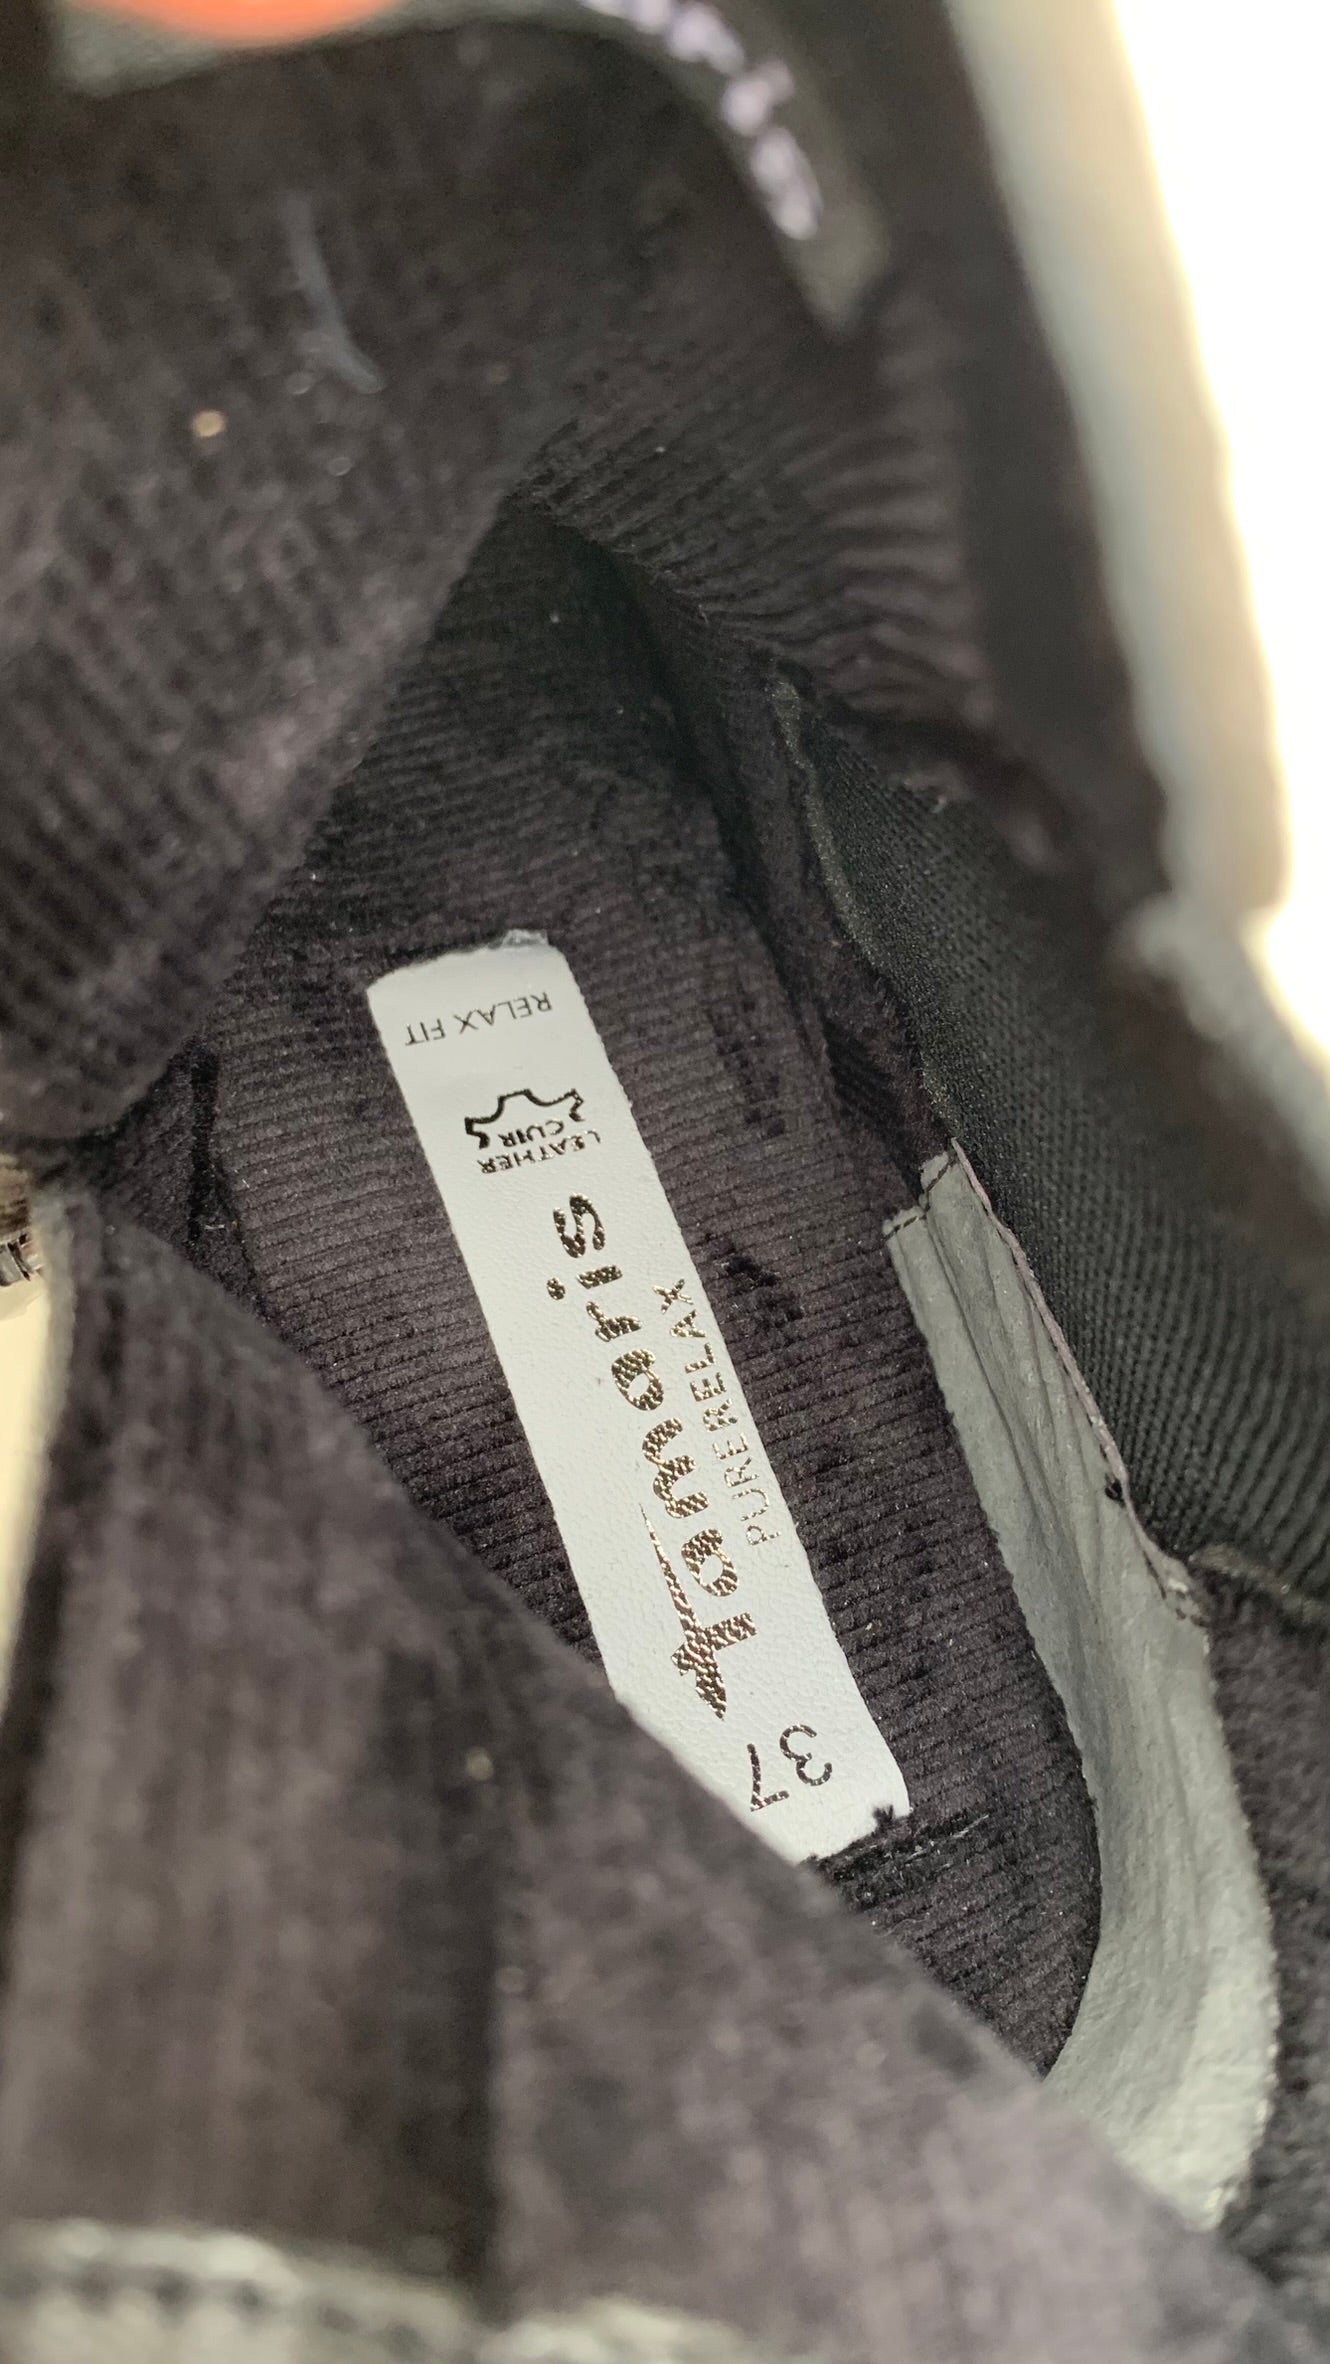 RELAX FIT
LEATHER
CUIR
Tamaris
PURERELAX
37